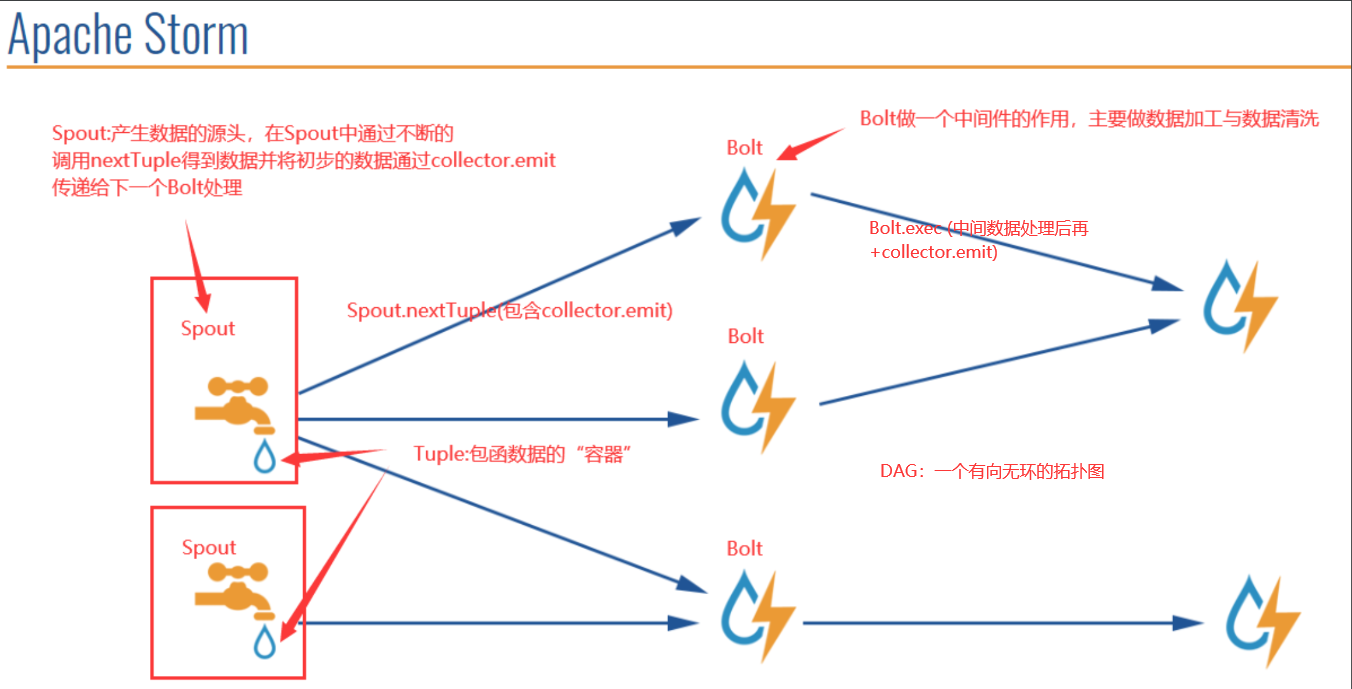 Apache Storm
Spout:产生数据的源头，在Spout中通过不断的
调用nextTuple得到数据并将初步的数据通过collector.emit
传递给下一个Bolt处理
Bolt做一个中间件的作用，主要做数据加工与数据清洗
Bolt
Bolt.exec (中间数据处理后再
+collector.emit)
Spout
Spout.nextTuple(包含collector.emit)
Bolt
Tuple:包函数据的“容器”
DAG：一个有向无环的拓扑图
Spout
Bolt